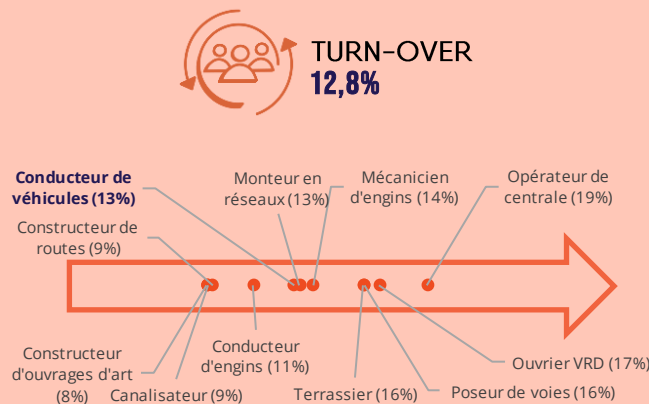 TURN-OVER
12,8%
Conducteur de
véhicules (13%)
Monteur en
réseaux (13%)
Mécanicien
d'engins (14%)
Opérateur de
centrale (19%)
Constructeur de
routes (9%)
Constructeur
d'ouvrages d'art
(8%)
Canalisateur (9%)
Conducteur
d'engins (11%)
Terrassier (16%)
Poseur de voies (16%)
Ouvrier VRD (17%)